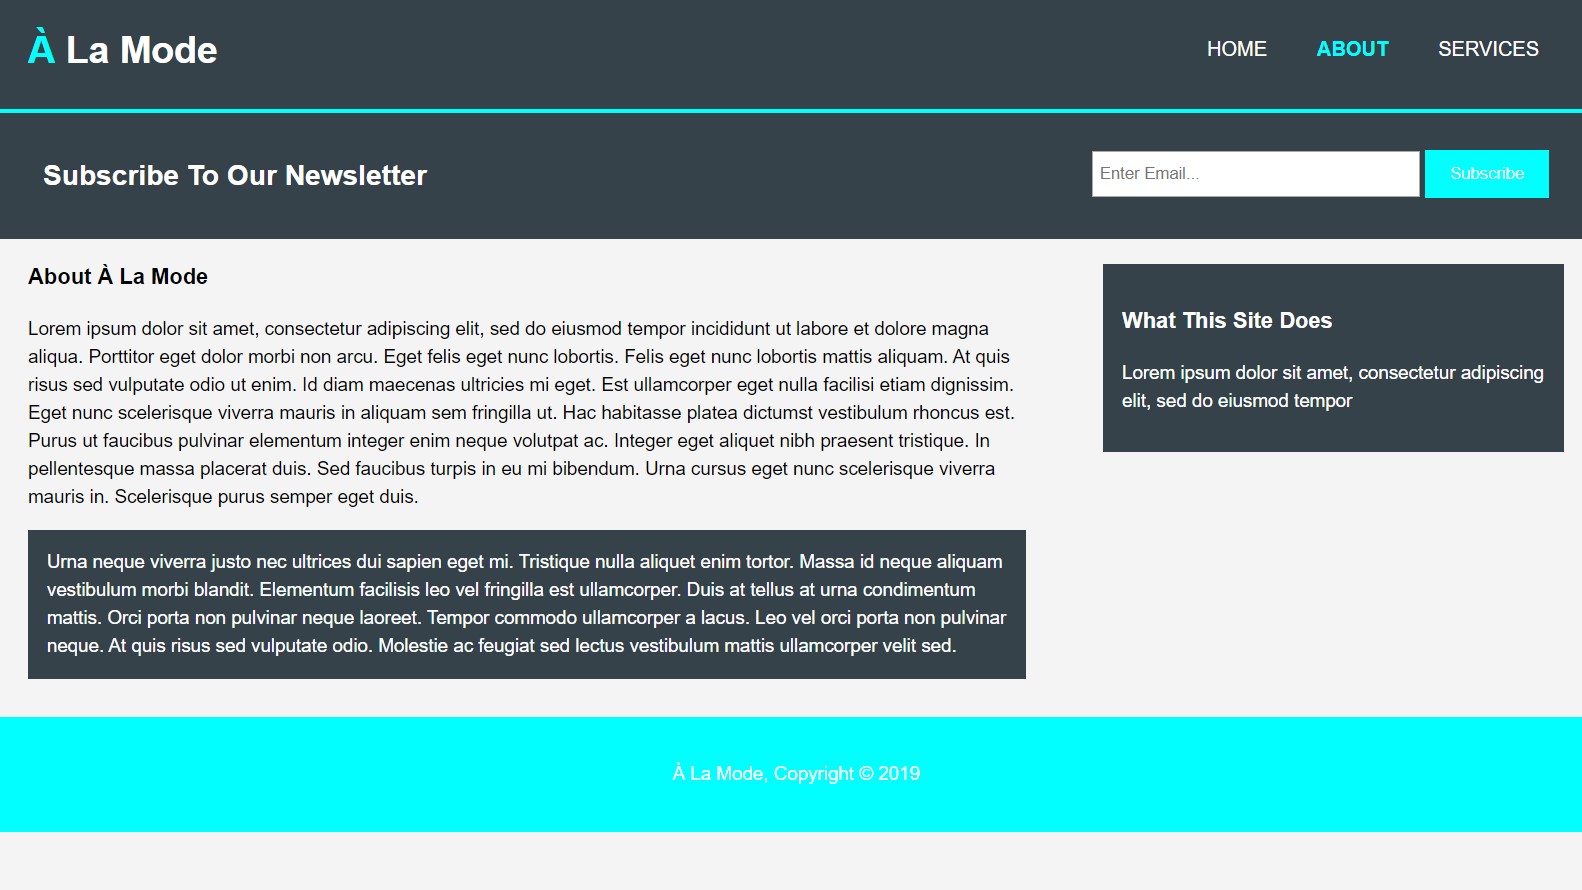 À La Mode
HOME
ABOUT
SERVICES
Subscribe To Our Newsletter
Enter Email...
Subscribe
About À La Mode
Lorem ipsum dolor sit amet, consectetur adipiscing elit, sed do eiusmod tempor incididunt ut labore et dolore magna
aliqua. Porttitor eget dolor morbi non arcu. Eget felis eget nunc lobortis. Felis eget nunc lobortis mattis aliquam. At quis
risus sed vulputate odio ut enim. Id diam maecenas ultricies mi eget. Est ullamcorper eget nulla facilisi etiam dignissim.
Eget nunc scelerisque viverra mauris in aliquam sem fringilla ut. Hac habitasse platea dictumst vestibulum rhoncus est.
Purus ut faucibus pulvinar elementum integer enim neque volutpat ac. Integer eget aliquet nibh praesent tristique. In
pellentesque massa placerat duis. Sed faucibus turpis in eu mi bibendum. Urna cursus eget nunc scelerisque viverra
mauris in. Scelerisque purus semper eget duis.
Urna neque viverra justo nec ultrices dui sapien eget mi. Tristique nulla aliquet enim tortor. Massa id neque aliquam
vestibulum morbi blandit. Elementum facilisis leo vel fringilla est ullamcorper. Duis at tellus at urna condimentum
mattis. Orci porta non pulvinar neque laoreet. Tempor commodo ullamcorper a lacus. Leo vel orci porta non pulvinar
neque. At quis risus sed vulputate odio. Molestie ac feugiat sed lectus vestibulum mattis ullamcorper velit sed.
What This Site Does
Lorem ipsum dolor sit amet, consectetur adipiscing
elit, sed do eiusmod tempor
À La Mode, Copyright © 2019